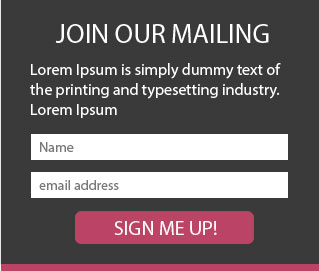 JOIN OUR MAILING
Lorem Ipsum is simply dummy text of
the printing and typesetting industry.
Lorem Ipsum
Name
email address
SIGN ME UP!